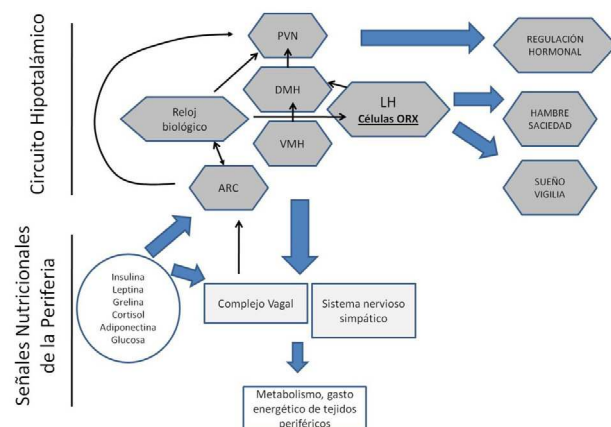 Circuito Hipotalámico
PVN
REGULACIÓN
HORMONAL
DMH
LH
Células ORX
Reloj
biológico
HAMBRE
SACIEDAD
VMH
ARC
SUEÑO
VIGILIA
Señales Nutricionales
de la Periferia
Insulina
Leptina
Grelina
Cortisol
Adiponectina
Glucosa
Complejo Vagal
Sistema nervioso
simpático
Metabolismo, gasto
energético de tejidos
periféricos